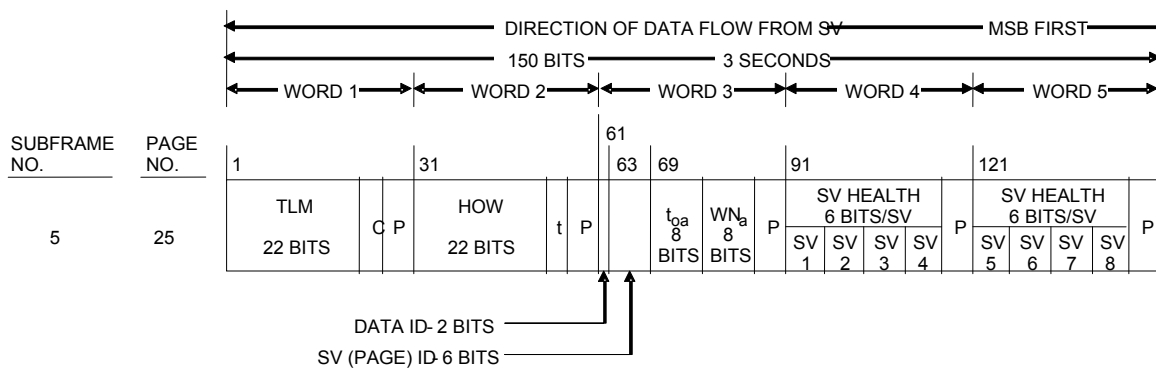 DIRECTION OF DATA FLOW FROM SV MSB FIRST
150 BITS 3 SECONDS
WORD 1 WORD 2 WORD 3 WORD 4 WORD 5
SUBFRAME NO. PAGE NO.
61
1 31 63 69 91 121
5 25
TLM 22 BITS C P
HOW 22 BITS t P
toa 8 BITS
WNa 8 BITS
P
SV HEALTH 6 BITS/SV
SV 1 SV 2 SV 3 SV 4
P
SV HEALTH 6 BITS/SV
SV 5 SV 6 SV 7 SV 8
P
DATA ID- 2 BITS
SV (PAGE) ID- 6 BITS